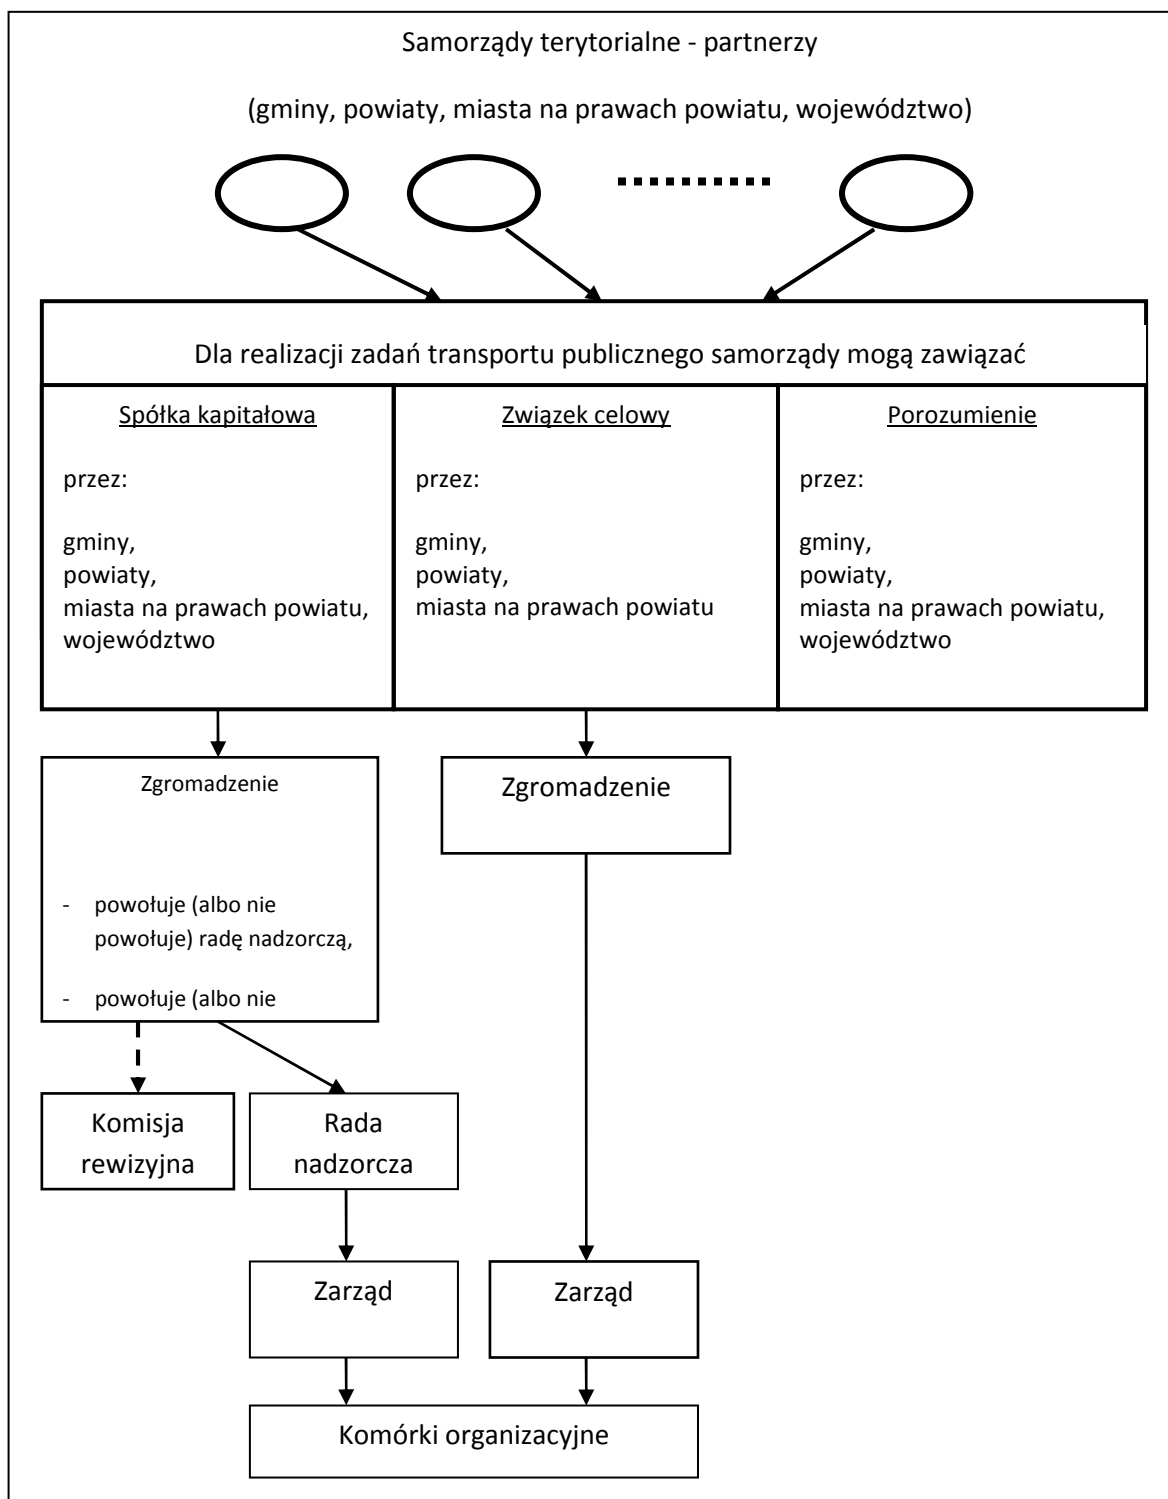 Samorządy terytorialne - partnerzy
(gminy, powiaty, miasta na prawach powiatu, województwo)
Dla realizacji zadań transportu publicznego samorządy mogą zawiązać
Spółka kapitałowa
przez:
gminy,
powiaty,
miasta na prawach powiatu,
województwo
Związek celowy
przez:
gminy,
powiaty,
miasta na prawach powiatu
Porozumienie
przez:
gminy,
powiaty,
miasta na prawach powiatu,
województwo
Zgromadzenie
- powołuje (albo nie
powołuje) radę nadzorczą,
- powołuje (albo nie
Zgromadzenie
Komisja
rewizyjna
Rada
nadzorcza
Zarząd
Zarząd
Komórki organizacyjne